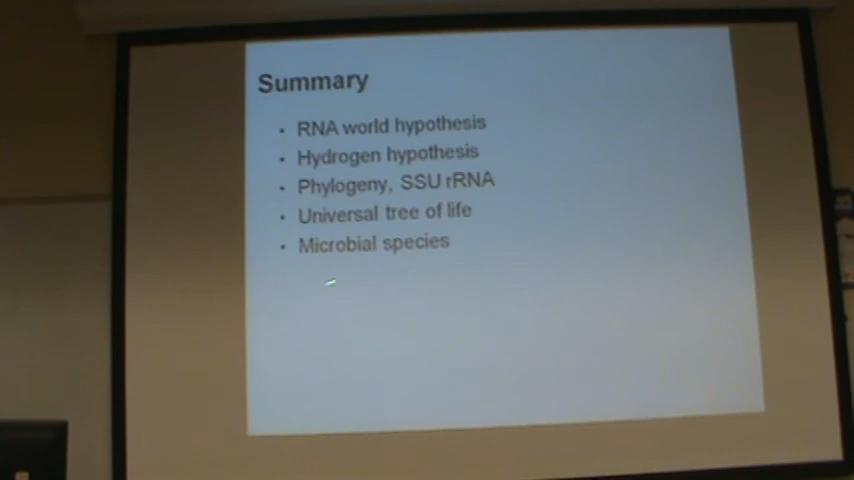 Summary
• RNA world hypothesis
• Hydrogen hypothesis
• Phylogeny, SSU rRNA
• Universal tree of life
• Microbial species